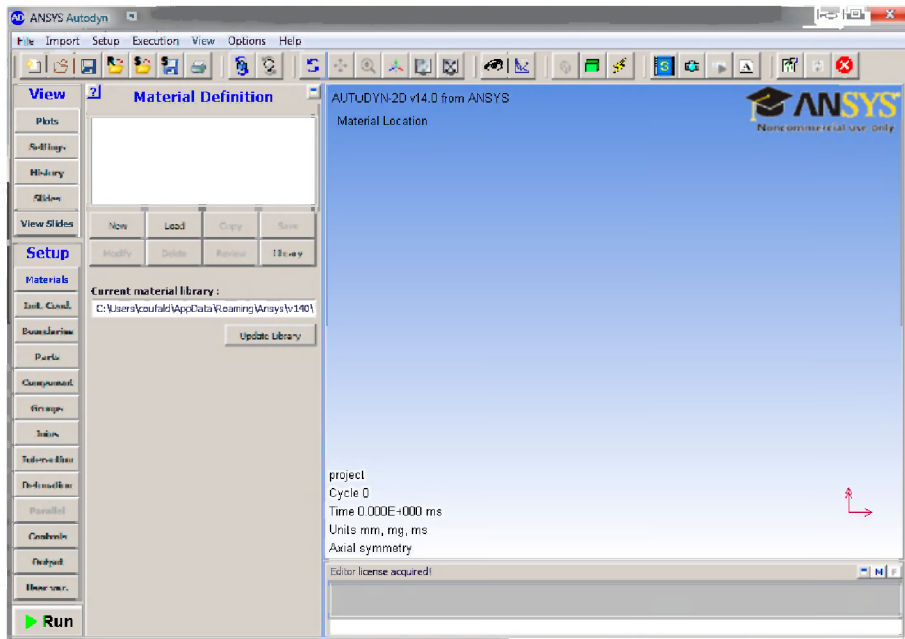 ANSYS Autodyn
File Import Setup Execution View Options Help
View
Plots
Settings
History
Slides
View Slides
Setup
Materials
Init. Cond.
Boundaries
Parts
Component
Groups
Joins
Interaction
Detonation
Parallel
Controls
Output
User var.
Run
Material Definition
New Load Copy Save
Modify Delete Review Library
Current material library :
C:\Users\coufald\AppData\Roaming\Ansys\v140\
Update Library
AUTODYN-2D v14.0 from ANSYS
Material Location
ANSYS
Noncommercial use only
project
Cycle 0
Time 0.000E+000 ms
Units mm, mg, ms
Axial symmetry
Editor license acquired!
M F